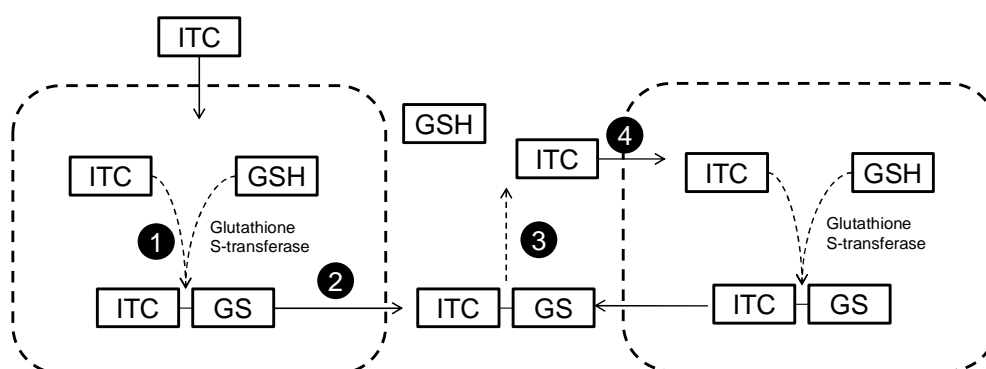 ITC
GSH
4
ITC
ITC
GSH
ITC
GSH
1
Glutathione
S-transferase
3
Glutathione
S-transferase
2
ITC
GS
ITC
GS
ITC
GS